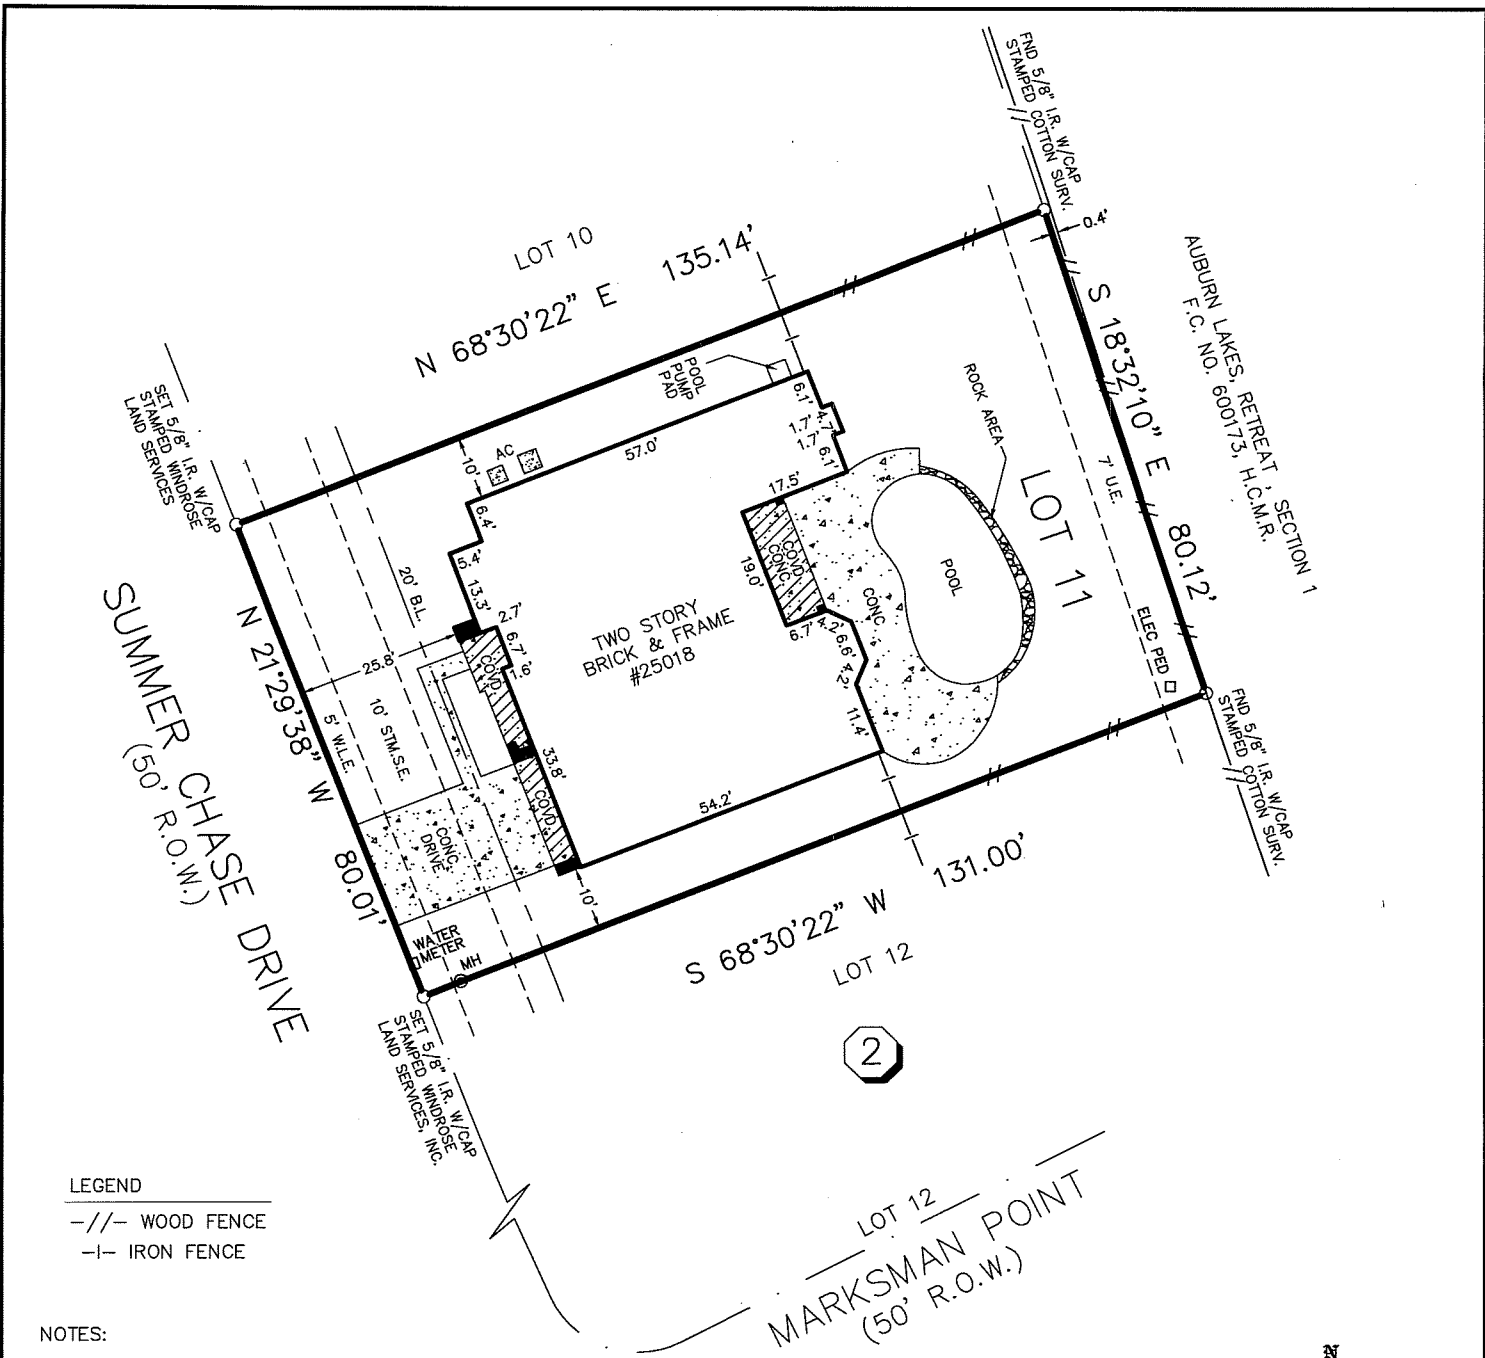 FND 5/8" I.R. W/CAP
STAMPED COTTON SURV.
0.4'
LOT 10
N 68°30'22" E 135.14'
AUBURN LAKES, RETREAT, SECTION 1
F.C. NO. 600173, H.C.M.R.
S 18°32'10" E 80.12'
SET 5/8" I.R. W/CAP
STAMPED WINDROSE
LAND SERVICES
POOL
PUMP
PAD
ROCK AREA
AC
10'
57.0'
6.1'
4.7'
1.7'
1.7'
6.1'
17.5'
6.4'
5.4'
13.3'
2.7'
6.7'
1.6'
20' B.L.
25.8'
COVD.
COVD.
CONC.
19.0'
6.7'
4.2'
6.6'
4.2'
11.4'
CONC
POOL
LOT 11
7' U.E.
ELEC PED
TWO STORY
BRICK & FRAME
#25018
SUMMER CHASE DRIVE
(50' R.O.W.)
N 21°29'38" W 80.01'
5' W.L.E.
10' STM.S.E.
33.8'
COVD.
54.2'
CONC.
DRIVE
10'
WATER
METER
MH
FND 5/8" I.R. W/CAP
STAMPED COTTON SURV.
S 68°30'22" W 131.00'
LOT 12
2
SET 5/8" I.R. W/CAP
STAMPED WINDROSE
LAND SERVICES, INC.
LOT 12
MARKSMAN POINT
(50' R.O.W.)
LEGEND
-//- WOOD FENCE
-I- IRON FENCE
NOTES:
N